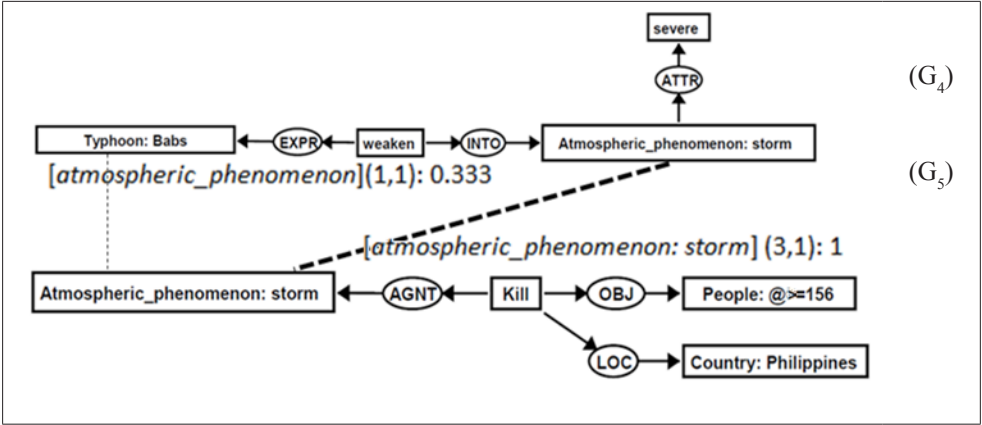 severe
ATTR
(G4)
Typhoon: Babs
EXPR
weaken
INTO
Atmospheric_phenomenon: storm
[atmospheric_phenomenon](1,1): 0.333
(G5)
[atmospheric_phenomenon: storm] (3,1): 1
Atmospheric_phenomenon: storm
AGNT
Kill
OBJ
People: @>=156
LOC
Country: Philippines